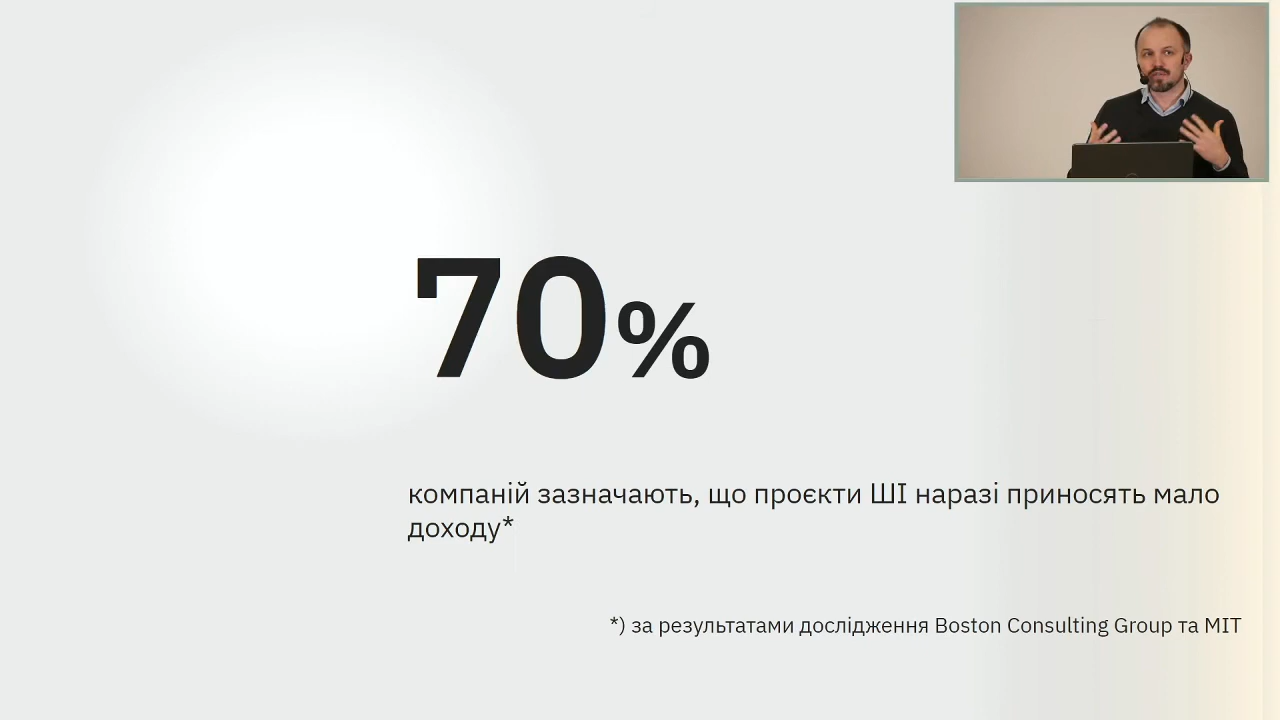 70%
компаній зазначають, що проєкти ШІ наразі приносять мало
доходу*
*) за результатами дослідження Boston Consulting Group та MIT